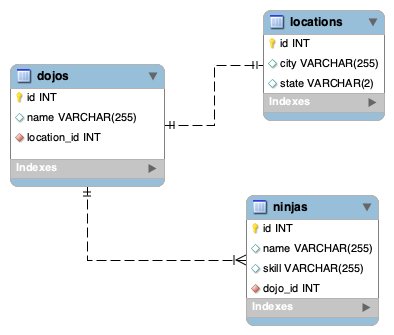 locations
id INT
city VARCHAR(255)
state VARCHAR(2)
Indexes
dojos
id INT
name VARCHAR(255)
location_id INT
Indexes
ninjas
id INT
name VARCHAR(255)
skill VARCHAR(255)
dojo_id INT
Indexes